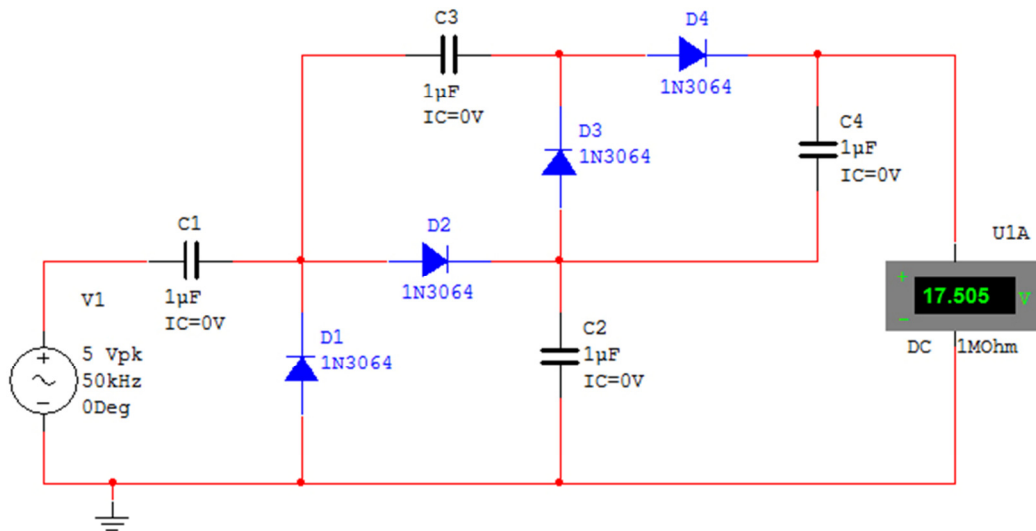 C3
1µF
IC=0V
D4
1N3064
D3
1N3064
C4
1µF
IC=0V
C1
1µF
IC=0V
D2
1N3064
U1A
+
17.505 V
−
DC 1MOhm
V1
+
5 Vpk
50kHz
0Deg
−
D1
1N3064
C2
1µF
IC=0V